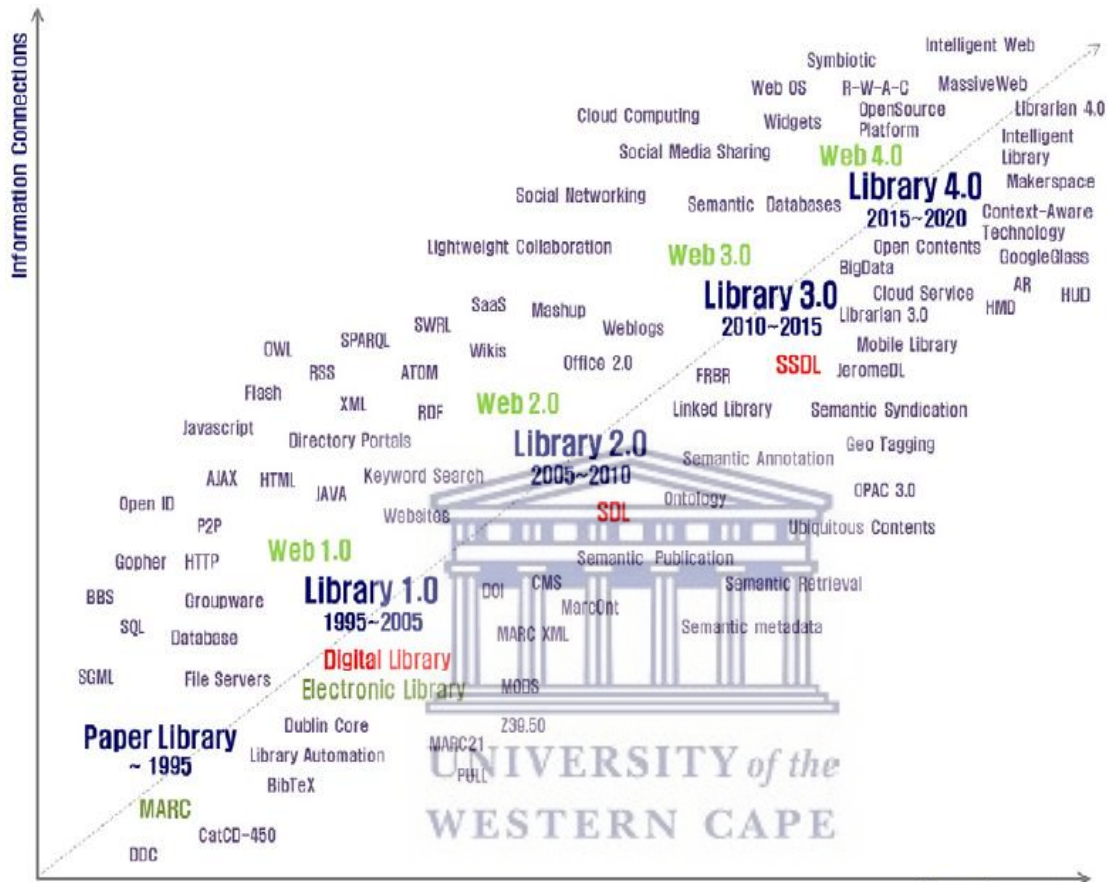 Information Connections
Intelligent Web
Symbiotic
Web OS
R-W-A-C
MassiveWeb
Cloud Computing
Widgets
OpenSource
Platform
Librarian 4.0
Intelligent
Library
Social Media Sharing
Web 4.0
Library 4.0
2015~2020
Makerspace
Social Networking
Semantic Databases
Context-Aware
Technology
Lightweight Collaboration
Web 3.0
Open Contents
GoogleGlass
BigData
Library 3.0
2010~2015
Cloud Service
AR
HUD
HMD
SaaS
Mashup
Librarian 3.0
SWRL
Weblogs
SPARQL
OWL
Wikis
Office 2.0
Mobile Library
SSDL
JeromeDL
RSS
ATOM
FRBR
Flash
XML
RDF
Web 2.0
Linked Library
Semantic Syndication
Javascript
Directory Portals
Library 2.0
2005~2010
Geo Tagging
Semantic Annotation
AJAX
HTML
JAVA
Keyword Search
Open ID
Websites
SDL
Ontology
OPAC 3.0
P2P
Ubiquitous Contents
Web 1.0
Gopher
HTTP
Semantic Publication
Library 1.0
1995~2005
BBS
Groupware
DOI
CMS
Semantic Retrieval
MarcOnt
SQL
Database
MARC XML
Semantic metadata
Digital Library
Electronic Library
SGML
File Servers
MODS
Paper Library
~ 1995
Dublin Core
Z39.50
Library Automation
MARC21
BibTeX
PULL
MARC
CatCD-450
DDC
UNIVERSITY of the
WESTERN CAPE